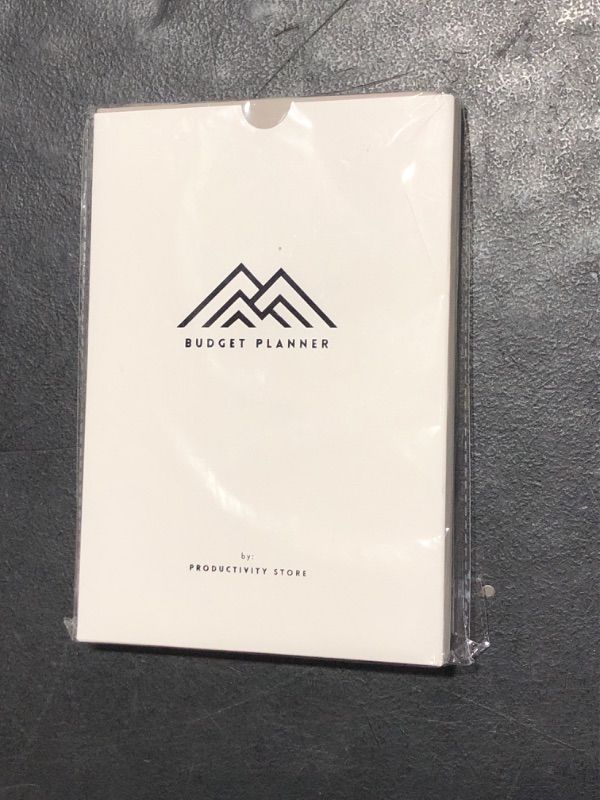 BUDGET PLANNER
by:
PRODUCTIVITY STORE